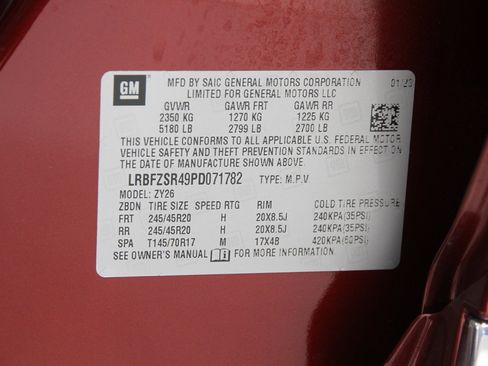 GM
MFD BY SAIC GENERAL MOTORS CORPORATION 01/23
LIMITED FOR GENERAL MOTORS LLC
GVWR GAWR FRT GAWR RR
2350 KG 1270 KG 1225 KG
5180 LB 2799 LB 2700 LB
THIS VEHICLE CONFORMS TO ALL APPLICABLE U.S. FEDERAL MOTOR
VEHICLE SAFETY AND THEFT PREVENTION STANDARDS IN EFFECT ON
THE DATE OF MANUFACTURE SHOWN ABOVE.
LRBFZSR49PD071782 TYPE: M.P.V.
MODEL: ZY26
ZBDN TIRE SIZE SPEED RTG RIM COLD TIRE PRESSURE
FRT 245/45R20 H 20X8.5J 240KPA(35PSI)
RR 245/45R20 H 20X8.5J 240KPA(35PSI)
SPA T145/70R17 M 17X4B 420KPA(60PSI)
SEE OWNER'S MANUAL FOR MORE INFORMATION